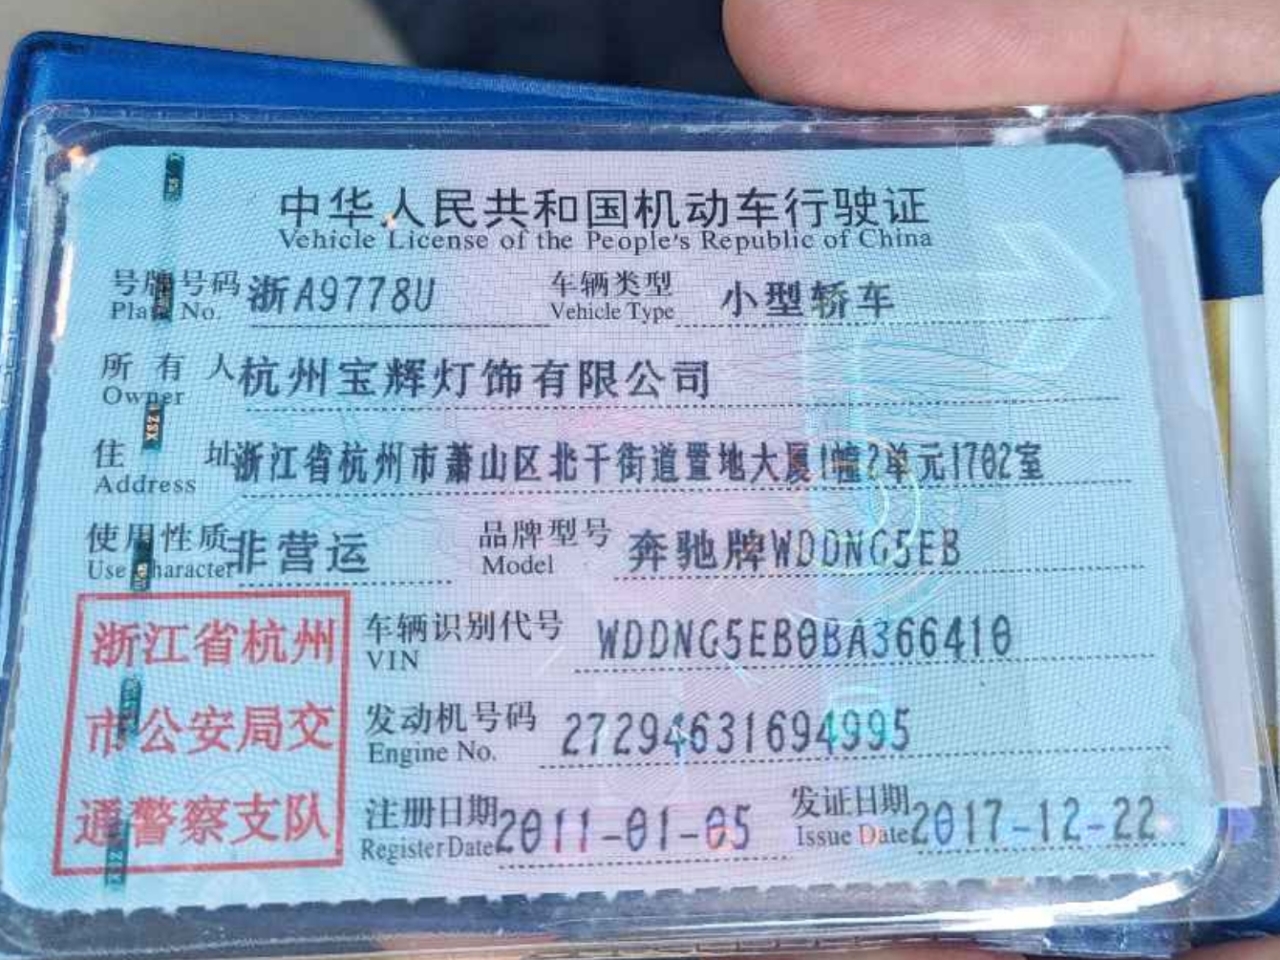 中华人民共和国机动车行驶证
Vehicle License of the People's Republic of China
号牌号码 浙A9778U 车辆类型 小型轿车
Plate No. Vehicle Type
所有人 杭州宝辉灯饰有限公司
Owner
住址 浙江省杭州市萧山区北干街道置地大厦1幢2单元1702室
Address
使用性质 非营运 品牌型号 奔驰牌WDDNG5EB
Use Character Model
浙江省杭州
市公安局交
通警察支队
车辆识别代号 WDDNG5EB0BA366410
VIN
发动机号码 27294631694995
Engine No.
注册日期 2011-01-05 发证日期 2017-12-22
Register Date Issue Date